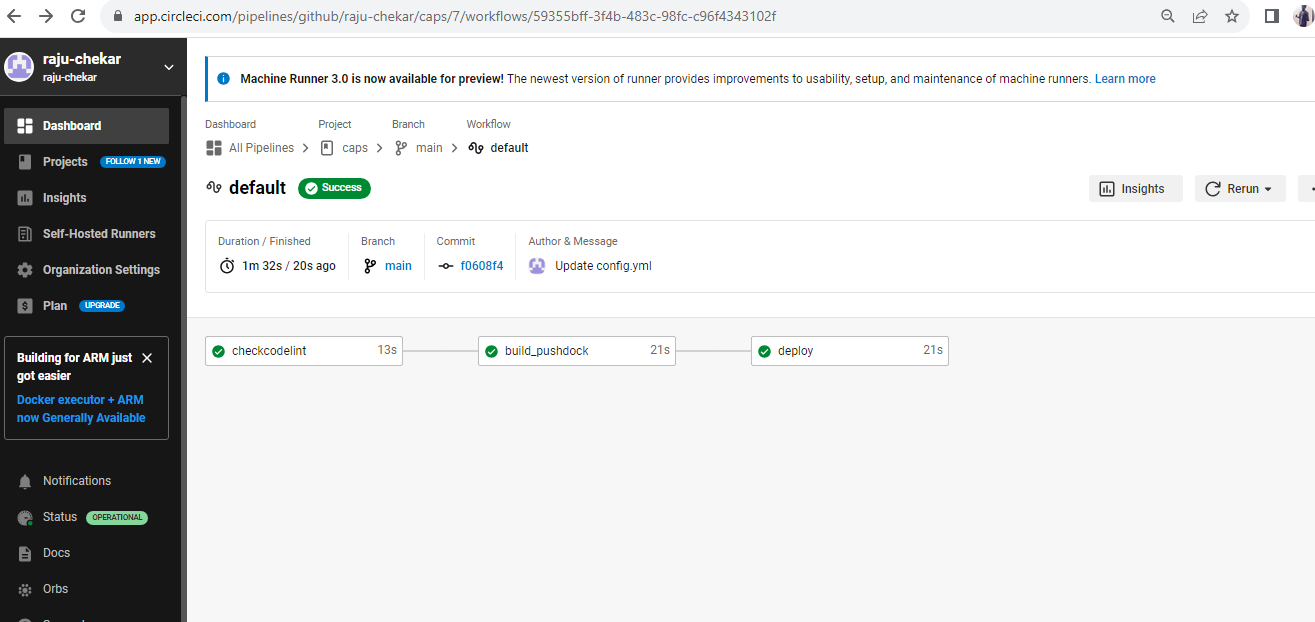 app.circleci.com/pipelines/github/raju-chekar/caps/7/workflows/59355bff-3f4b-483c-98fc-c96f4343102f
raju-chekar
raju-chekar
Dashboard
Projects FOLLOW 1 NEW
Insights
Self-Hosted Runners
Organization Settings
Plan UPGRADE
Building for ARM just
got easier
Docker executor + ARM
now Generally Available
Notifications
Status OPERATIONAL
Docs
Orbs
Machine Runner 3.0 is now available for preview! The newest version of runner provides improvements to usability, setup, and maintenance of machine runners. Learn more
Dashboard Project Branch Workflow
All Pipelines caps main default
default Success
Insights Rerun
Duration / Finished Branch Commit Author & Message
1m 32s / 20s ago main f0608f4 Update config.yml
checkcodelint 13s build_pushdock 21s deploy 21s